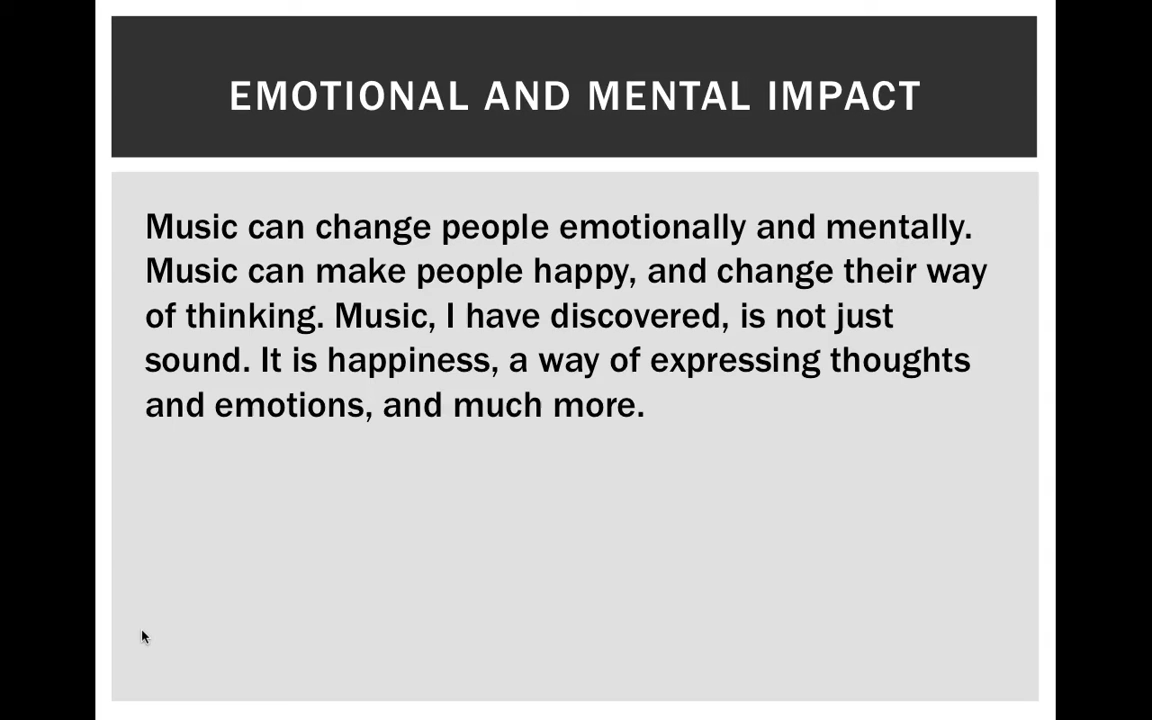 EMOTIONAL AND MENTAL IMPACT
Music can change people emotionally and mentally.
Music can make people happy, and change their way
of thinking. Music, I have discovered, is not just
sound. It is happiness, a way of expressing thoughts
and emotions, and much more.